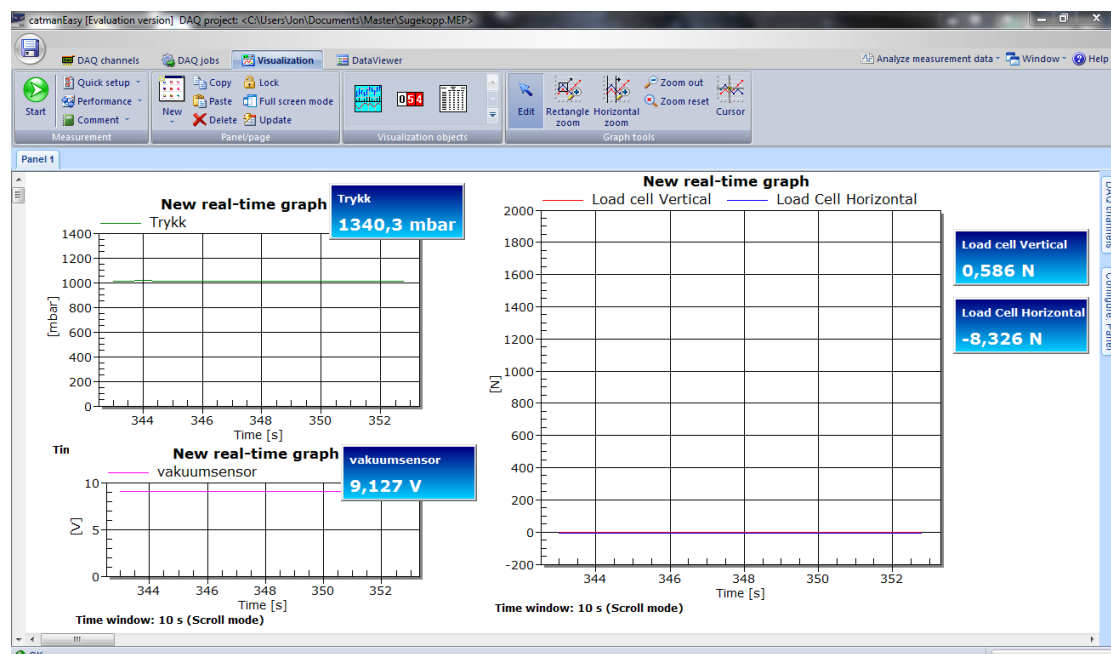 catmanEasy [Evaluation version]  DAQ project: <C:\Users\Jon\Documents\Master\Sugekopp.MEP>
DAQ channels  DAQ jobs  Visualization  DataViewer  Analyze measurement data  Window  Help
Start
Quick setup
Performance
Comment
Measurement
New
Copy
Paste
Delete
Lock
Full screen mode
Update
Panel/page
054
Visualization objects
Edit
Rectangle zoom
Horizontal zoom
Zoom out
Zoom reset
Cursor
Graph tools
Panel 1
New real-time graph
Trykk
Trykk
1340,3 mbar
1400
1200
1000
800
600
400
200
0
[mbar]
344 346 348 350 352
Time [s]
Tin
New real-time graph
vakuumsensor
vakuumsensor
9,127 V
10
5
0
[V]
344 346 348 350 352
Time [s]
Time window: 10 s (Scroll mode)
New real-time graph
Load cell Vertical  Load Cell Horizontal
2000
1800
1600
1400
1200
1000
800
600
400
200
0
-200
[N]
344 346 348 350 352
Time [s]
Time window: 10 s (Scroll mode)
Load cell Vertical
0,586 N
Load Cell Horizontal
-8,326 N
DAQ channels